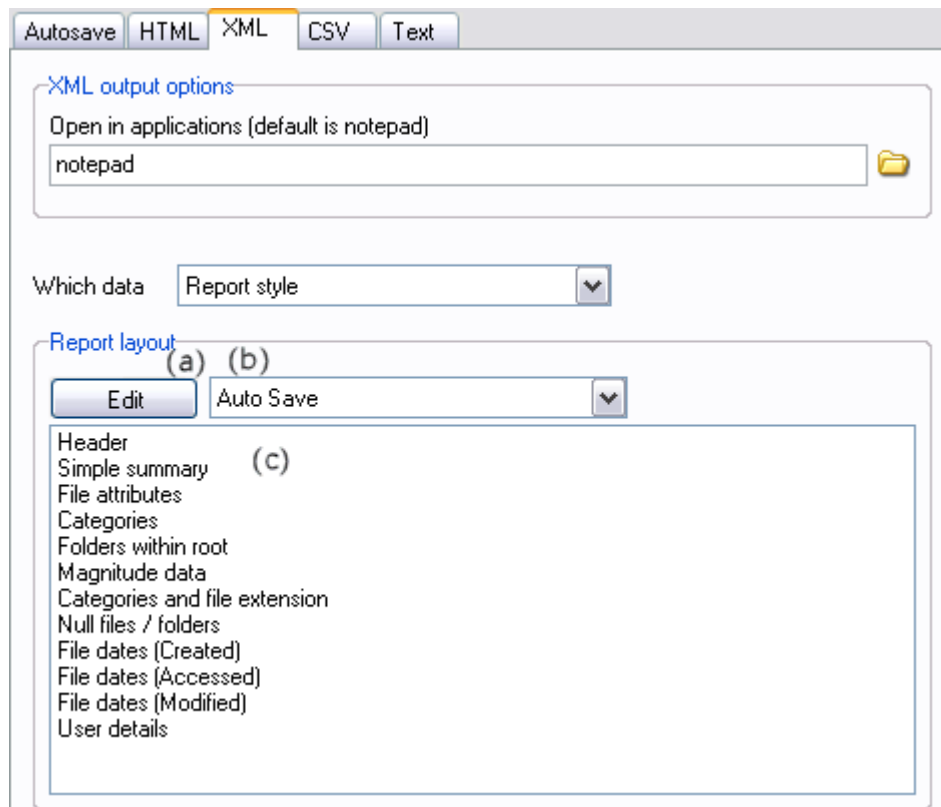 Autosave HTML XML CSV Text
XML output options
Open in applications (default is notepad)
notepad
Which data Report style
Report layout
(a) (b)
Edit Auto Save
Header
Simple summary (c)
File attributes
Categories
Folders within root
Magnitude data
Categories and file extension
Null files / folders
File dates (Created)
File dates (Accessed)
File dates (Modified)
User details